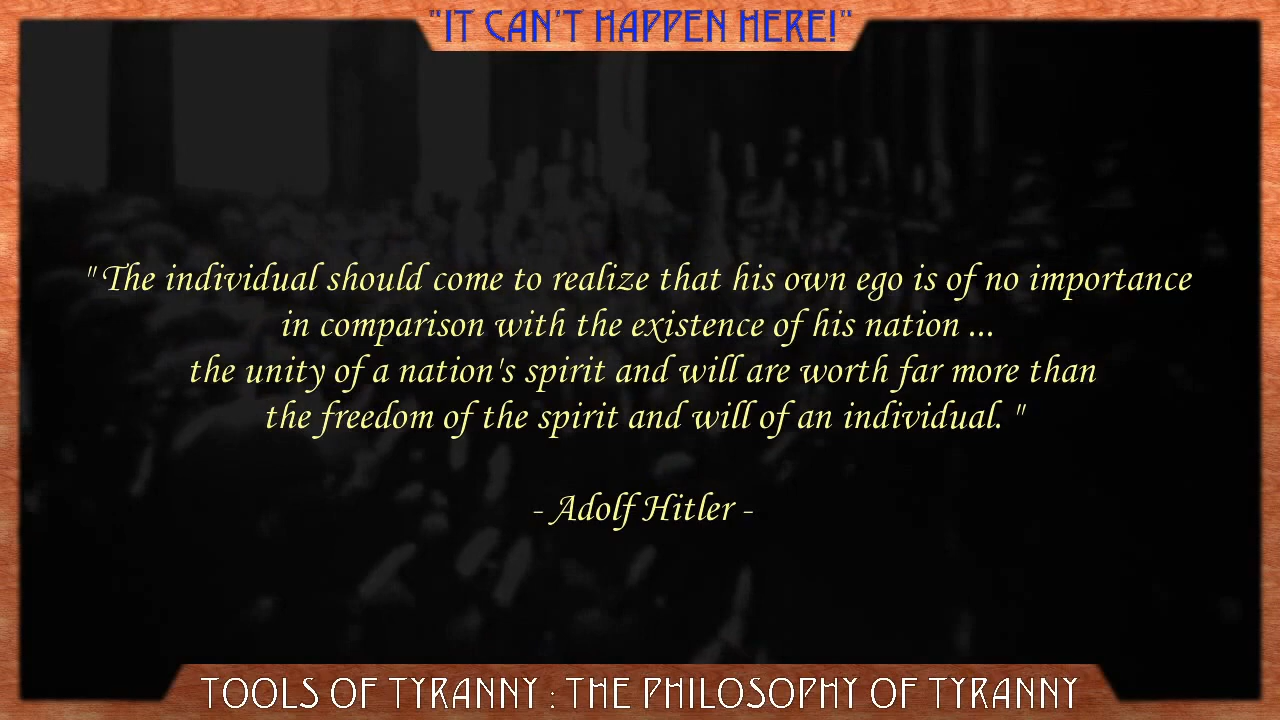 "IT CAN'T HAPPEN HERE!"
"The individual should come to realize that his own ego is of no importance
in comparison with the existence of his nation ...
the unity of a nation's spirit and will are worth far more than
the freedom of the spirit and will of an individual. "
- Adolf Hitler -
TOOLS OF TYRANNY : THE PHILOSOPHY OF TYRANNY